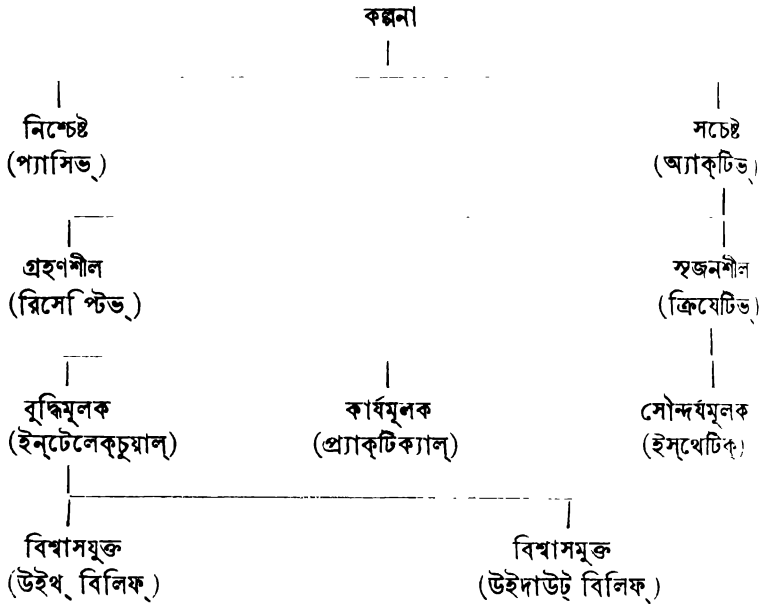 কল্পনা
নিশ্চেষ্ট সচেষ্ট
(প্যাসিভ্) (অ্যাক্‌টিভ্)
গ্রহণশীল সৃজনশীল
(রিসেপ্টিভ্) (ক্রিযেটিভ্)
বুদ্ধিমূলক কার্যমূলক সৌন্দর্যমূলক
(ইন্‌টেলেক্‌চুয়াল্) (প্র্যাক্‌টিক্যাল্) (ইস্‌থেটিক্)
বিশ্বাসযুক্ত বিশ্বাসমুক্ত
(উইথ্ বিলিফ্) (উইদাউট্ বিলিফ্)